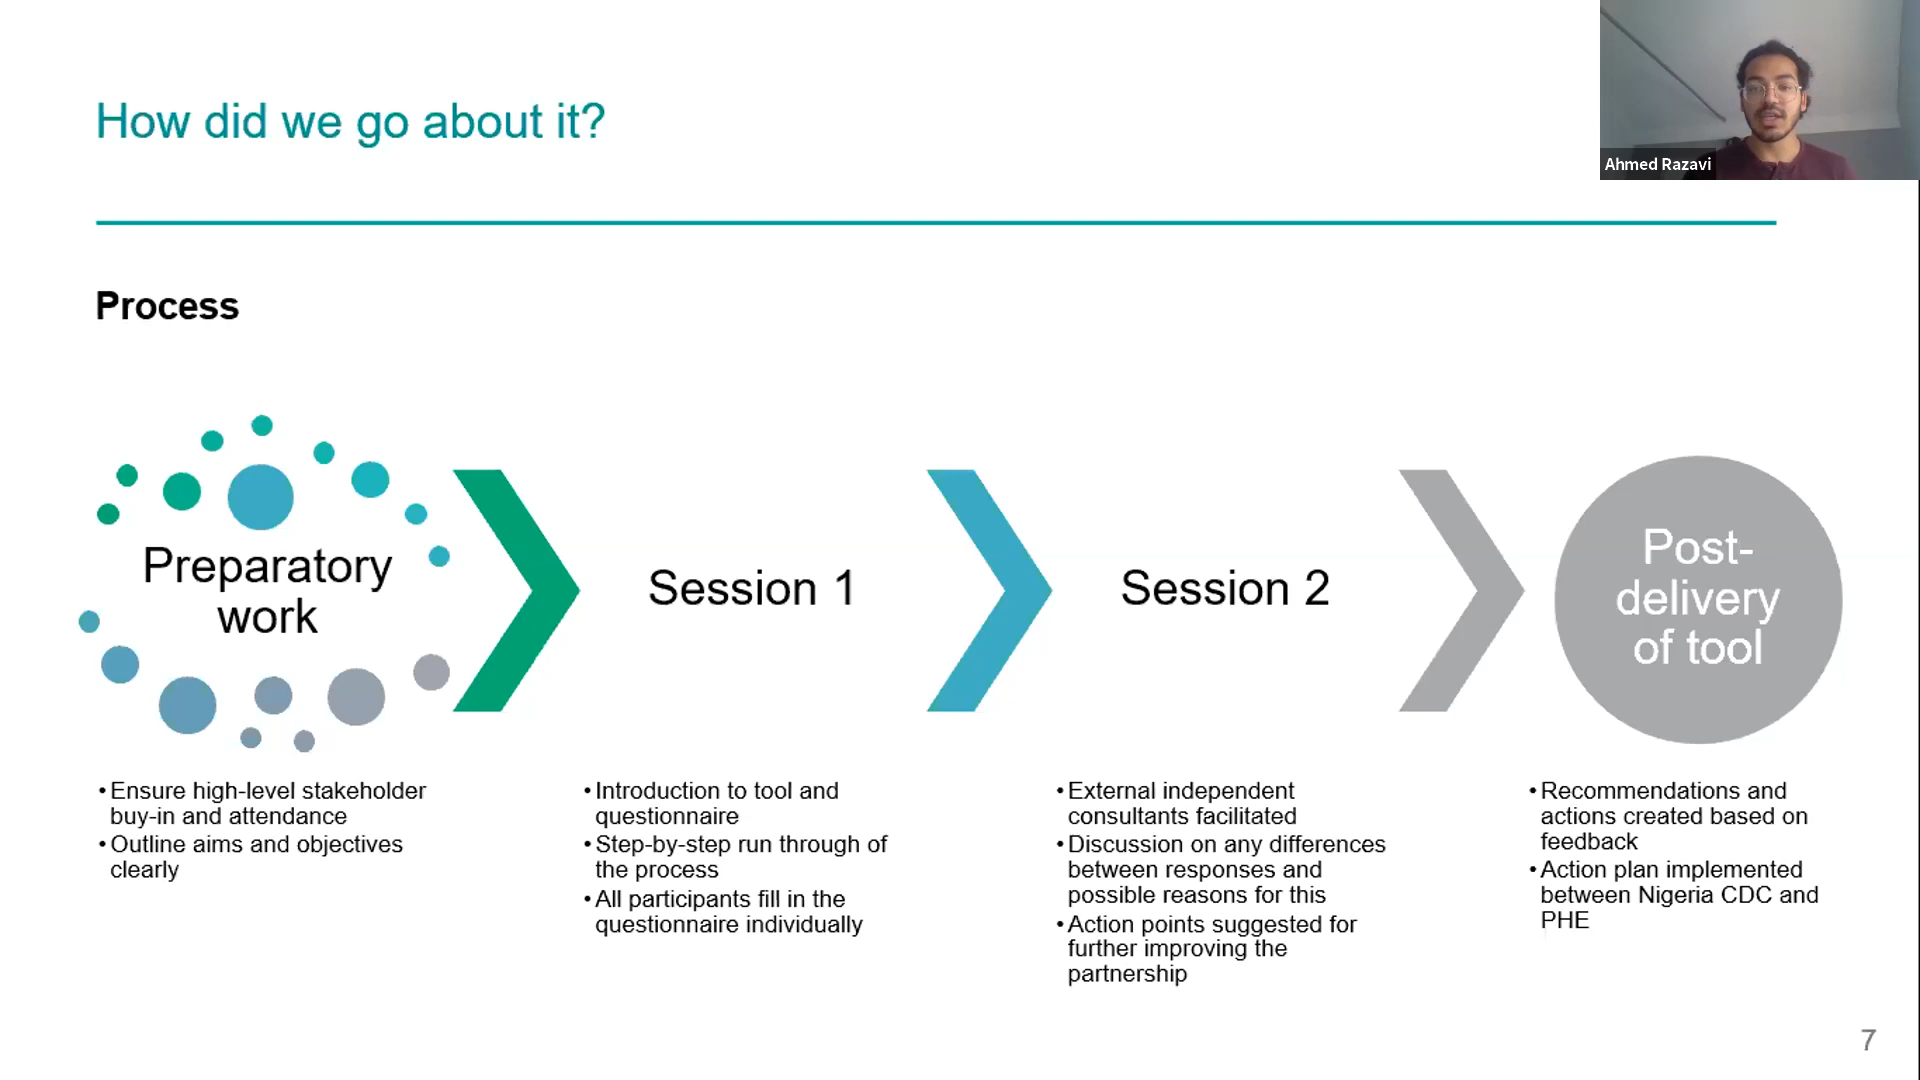 How did we go about it?
Ahmed Razavi
Process
Preparatory
work
Session 1
Session 2
Post-
delivery
of tool
• Ensure high-level stakeholder
buy-in and attendance
• Outline aims and objectives
clearly
• Introduction to tool and
questionnaire
• Step-by-step run through of
the process
• All participants fill in the
questionnaire individually
• External independent
consultants facilitated
• Discussion on any differences
between responses and
possible reasons for this
• Action points suggested for
further improving the
partnership
• Recommendations and
actions created based on
feedback
• Action plan implemented
between Nigeria CDC and
PHE
7